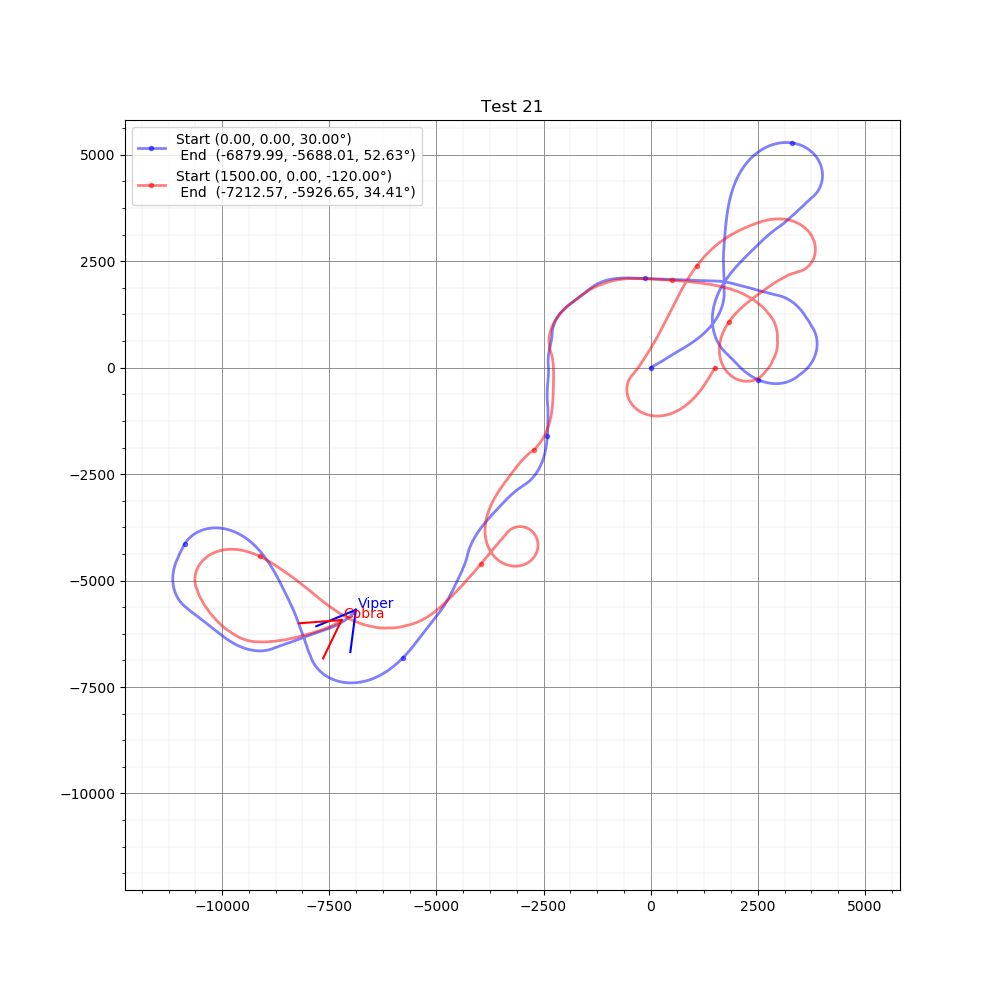 Test 21
Start (0.00, 0.00, 30.00°)
End (-6879.99, -5688.01, 52.63°)
Start (1500.00, 0.00, -120.00°)
End (-7212.57, -5926.65, 34.41°)
5000
2500
0
−2500
−5000
−7500
−10000
Viper
Cobra
−10000 −7500 −5000 −2500 0 2500 5000